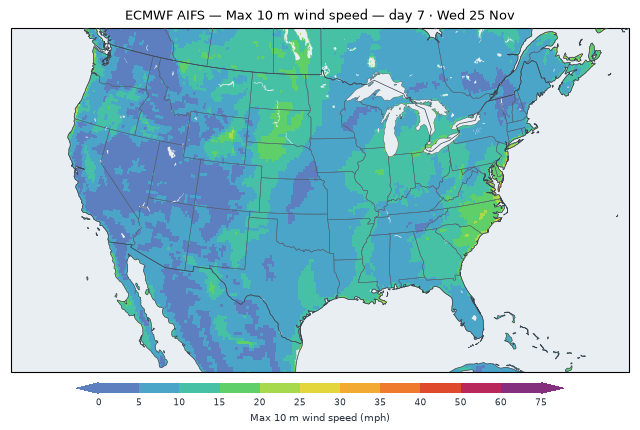 ECMWF AIFS — Max 10 m wind speed — day 7 · Wed 25 Nov
0 5 10 15 20 25 30 35 40 50 60 75
Max 10 m wind speed (mph)